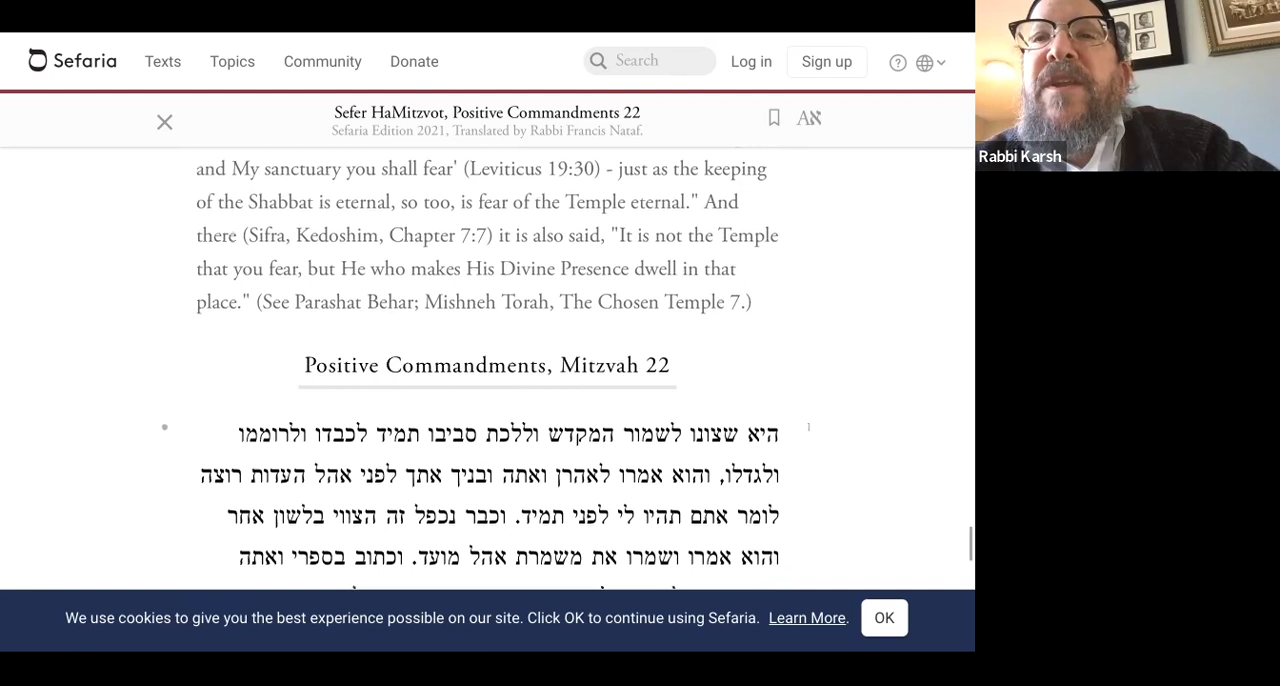 Sefaria Texts Topics Community Donate Search Log in Sign up
Sefer HaMitzvot, Positive Commandments 22
Sefaria Edition 2021, Translated by Rabbi Francis Nataf.
Aא
and My sanctuary you shall fear' (Leviticus 19:30) - just as the keeping
of the Shabbat is eternal, so too, is fear of the Temple eternal." And
there (Sifra, Kedoshim, Chapter 7:7) it is also said, "It is not the Temple
that you fear, but He who makes His Divine Presence dwell in that
place." (See Parashat Behar; Mishneh Torah, The Chosen Temple 7.)
Positive Commandments, Mitzvah 22
היא שצונו לשמור המקדש וללכת סביבו תמיד לכבדו ולרוממו
ולגדלו, והוא אמרו לאהרן ואתה ובניך אתך לפני אהל העדות רוצה
לומר אתם תהיו לי לפני תמיד. וכבר נכפל זה הצווי בלשון אחר
והוא אמרו ושמרו את משמרת אהל מועד. וכתוב בספרי ואתה
We use cookies to give you the best experience possible on our site. Click OK to continue using Sefaria. Learn More. OK
Rabbi Karsh